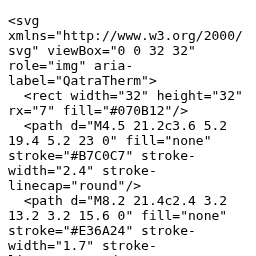 <svg
xmlns="http://www.w3.org/2000/
svg" viewBox="0 0 32 32"
role="img" aria-
label="QatraTherm">
  <rect width="32" height="32"
rx="7" fill="#070B12"/>
  <path d="M4.5 21.2c3.6 5.2
19.4 5.2 23 0" fill="none"
stroke="#B7C0C7" stroke-
width="2.4" stroke-
linecap="round"/>
  <path d="M8.2 21.4c2.4 3.2
13.2 3.2 15.6 0" fill="none"
stroke="#E36A24" stroke-
width="1.7" stroke-